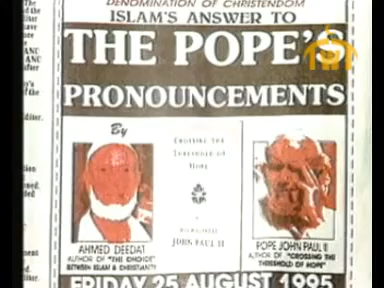 DENOMINATION OF CHRISTENDOM
ISLAM'S ANSWER TO
THE POPE'S
PRONOUNCEMENTS
By
CROSSING THE
THRESHOLD OF
HOPE
JOHN PAUL II
AHMED DEEDAT
AUTHOR OF "THE CHOICE"
BETWEEN ISLAM & CHRISTIANITY
POPE JOHN PAUL II
AUTHOR OF "CROSSING THE
THRESHOLD OF HOPE"
FRIDAY 25 AUGUST 1995